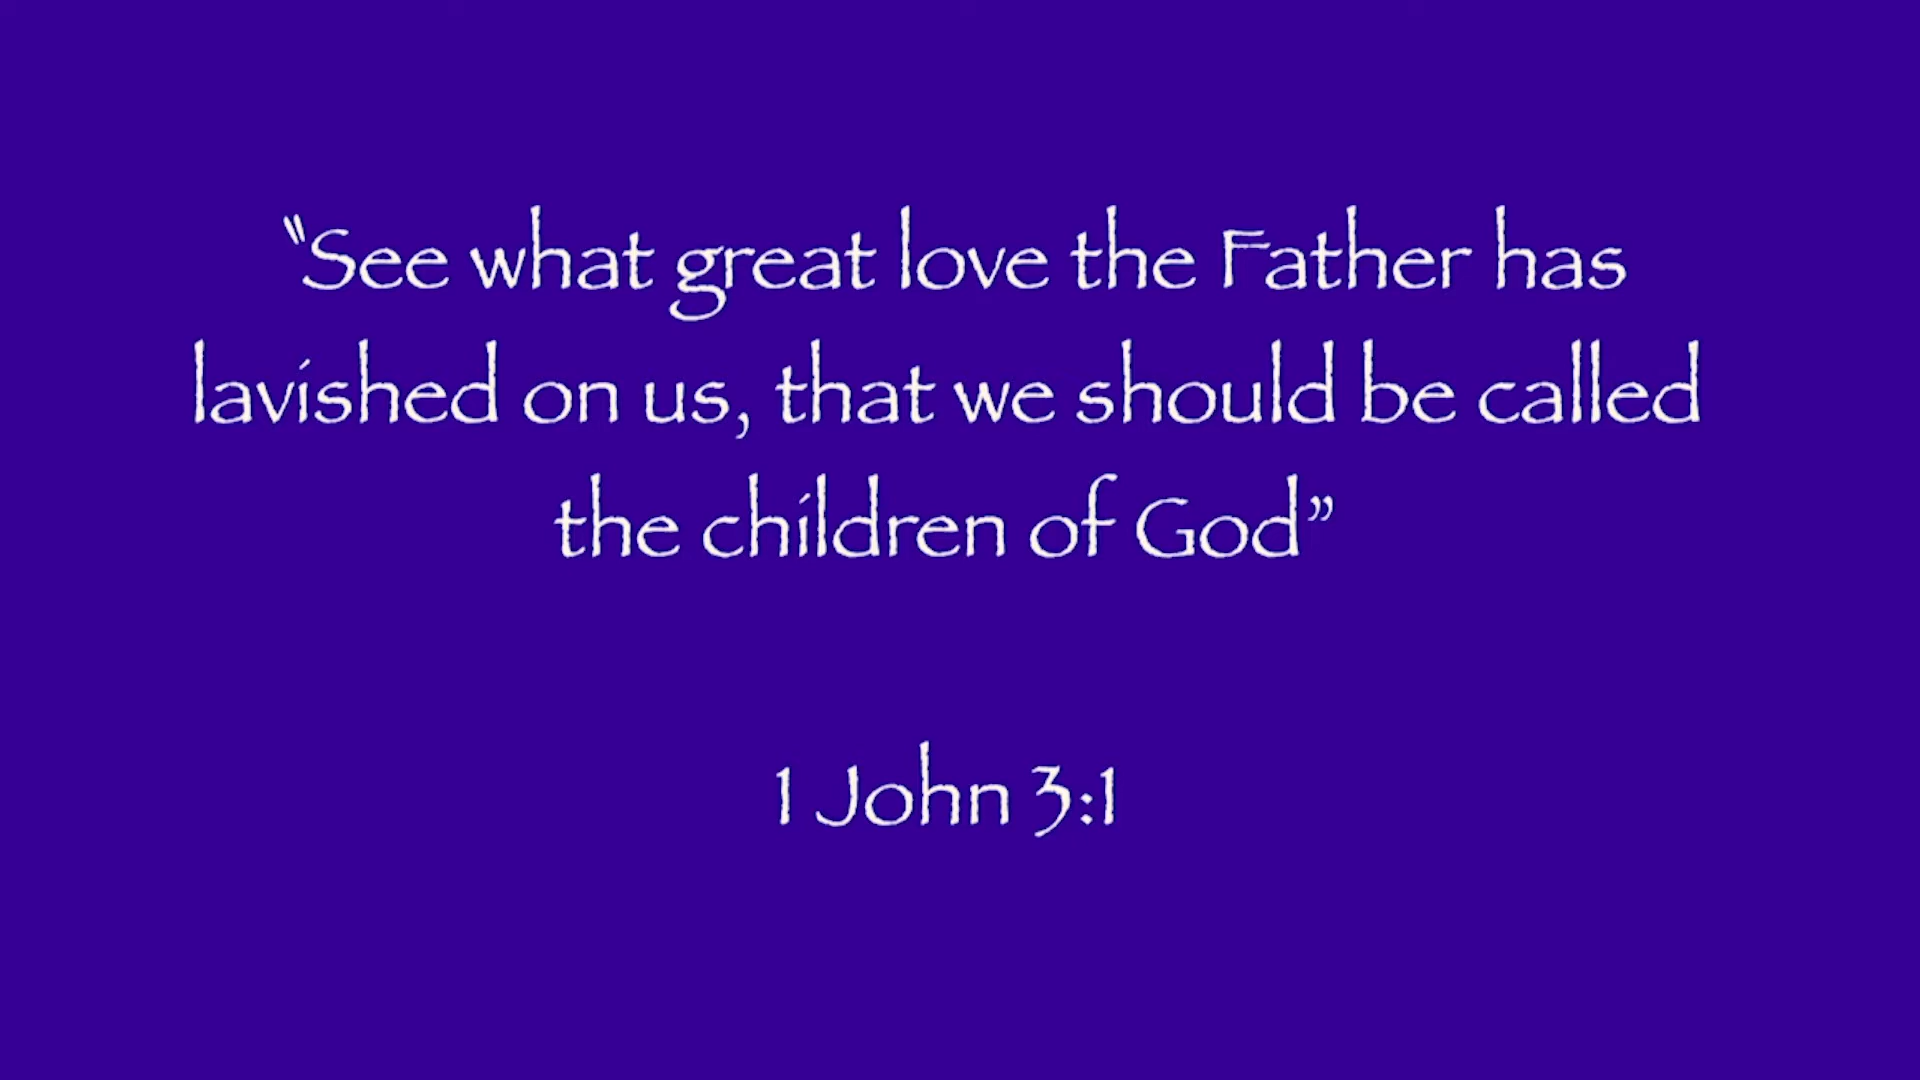 “See what great love the Father has
lavished on us, that we should be called
the children of God”
1 John 3:1